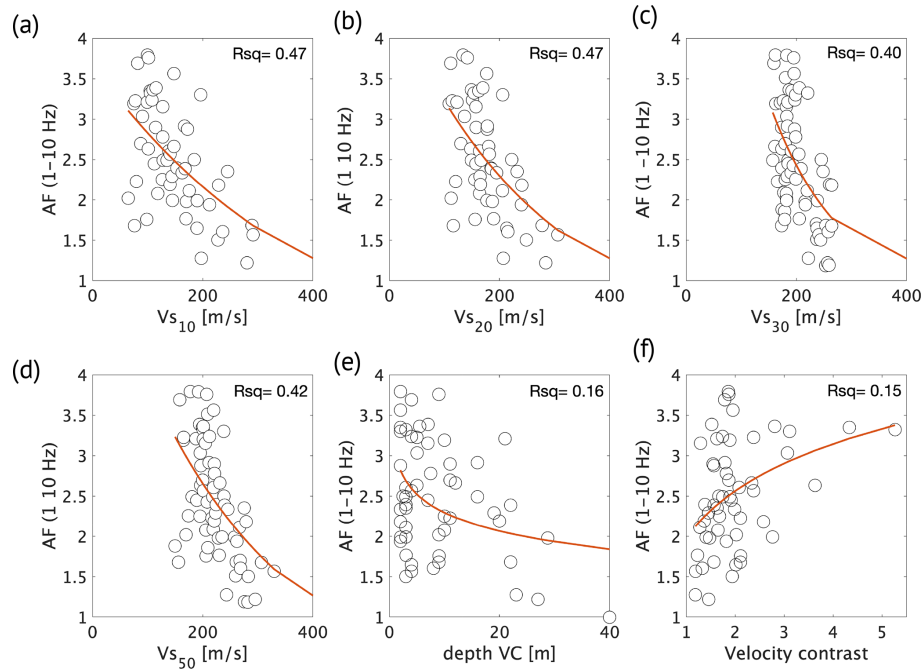 (a)
Rsq= 0.47
AF (1–10 Hz)
4
3.5
3
2.5
2
1.5
1
0 200 400
Vs10 [m/s]
(b)
Rsq= 0.47
AF (1 10 Hz)
4
3.5
3
2.5
2
1.5
1
0 200 400
Vs20 [m/s]
(c)
Rsq= 0.40
AF (1 –10 Hz)
4
3.5
3
2.5
2
1.5
1
0 200 400
Vs30 [m/s]
(d)
Rsq= 0.42
AF (1 10 Hz)
4
3.5
3
2.5
2
1.5
1
0 200 400
Vs50 [m/s]
(e)
Rsq= 0.16
AF (1–10 Hz)
4
3.5
3
2.5
2
1.5
1
0 20 40
depth VC [m]
(f)
Rsq= 0.15
AF (1–10 Hz)
4
3.5
3
2.5
2
1.5
1
1 2 3 4 5
Velocity contrast